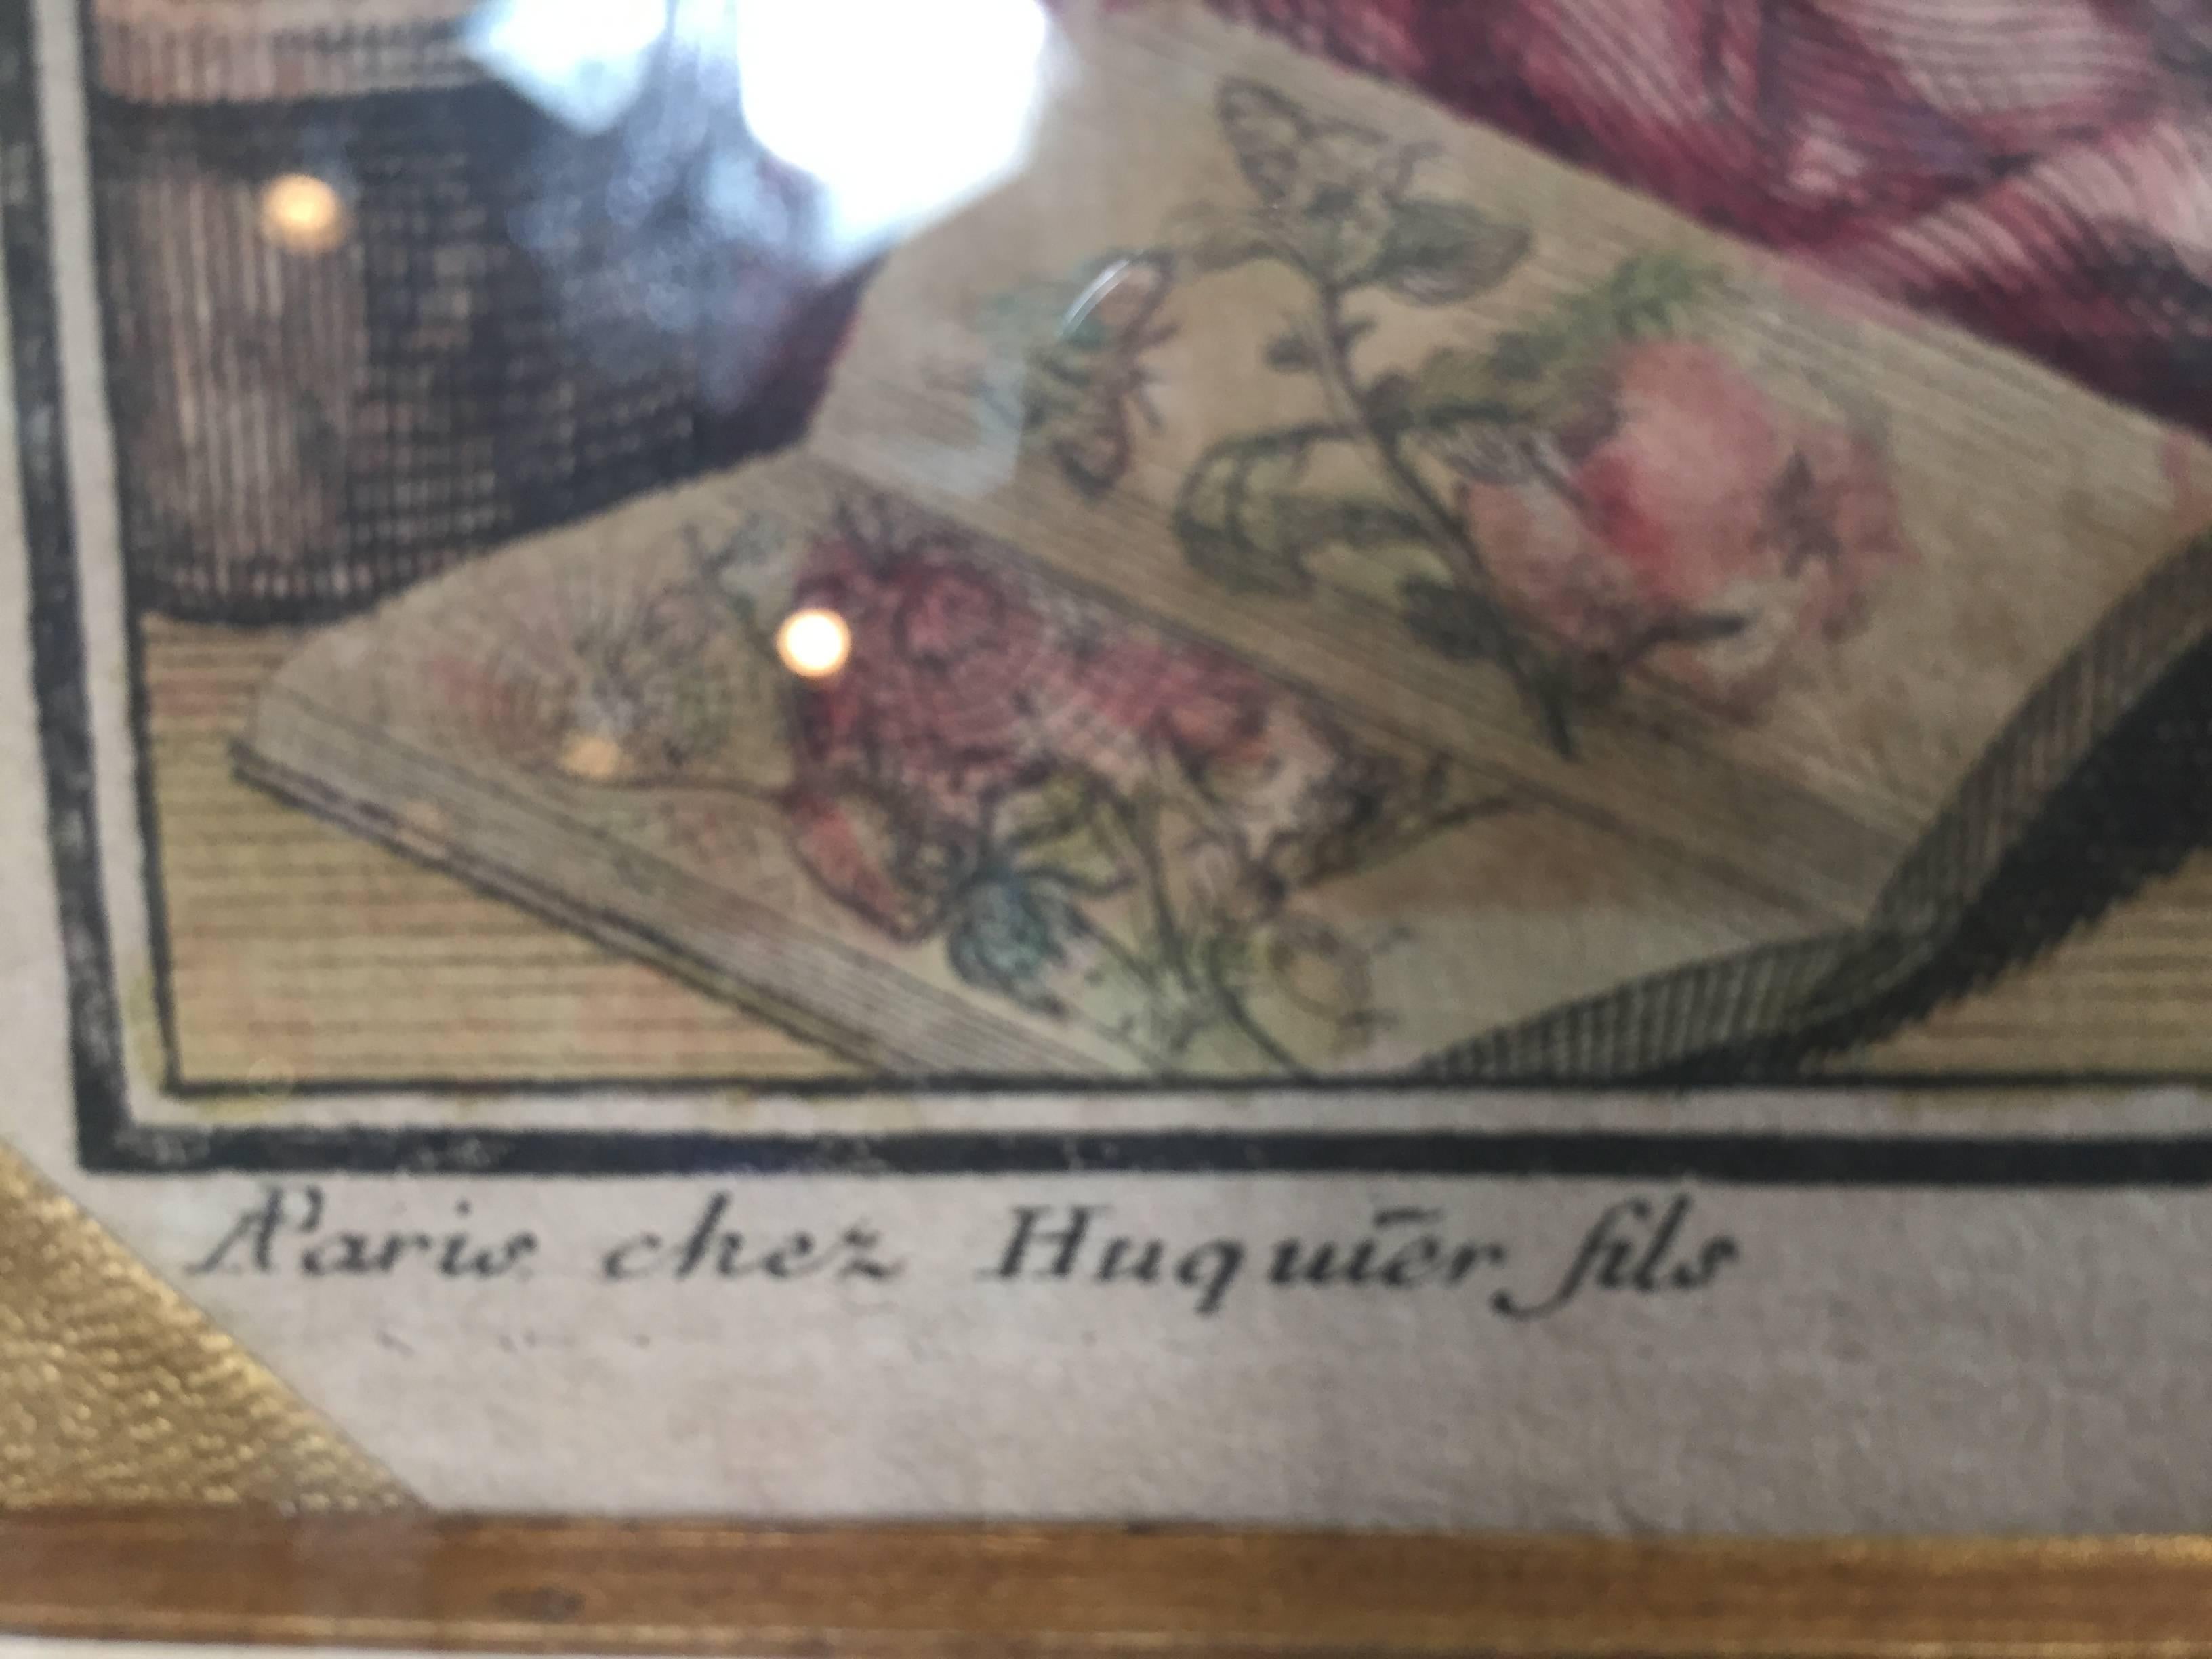 A Paris chez Huquier fils